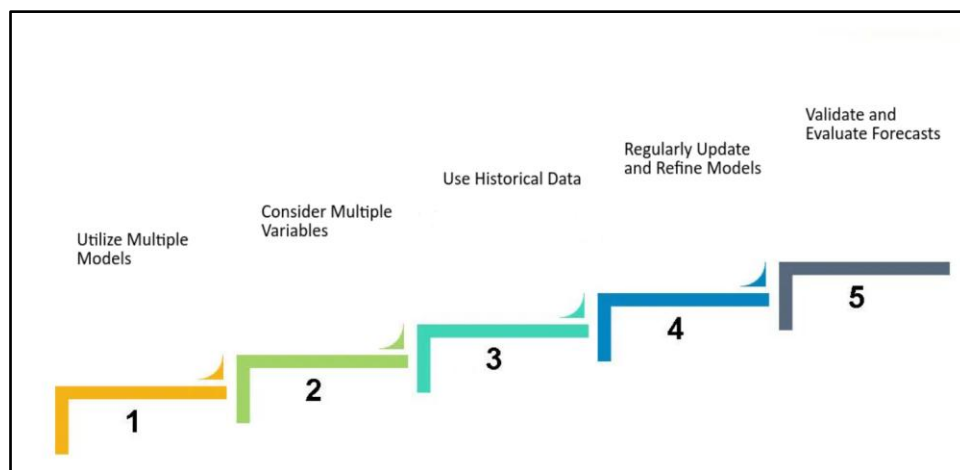 Utilize Multiple
Models
1
Consider Multiple
Variables
2
Use Historical Data
3
Regularly Update
and Refine Models
4
Validate and
Evaluate Forecasts
5